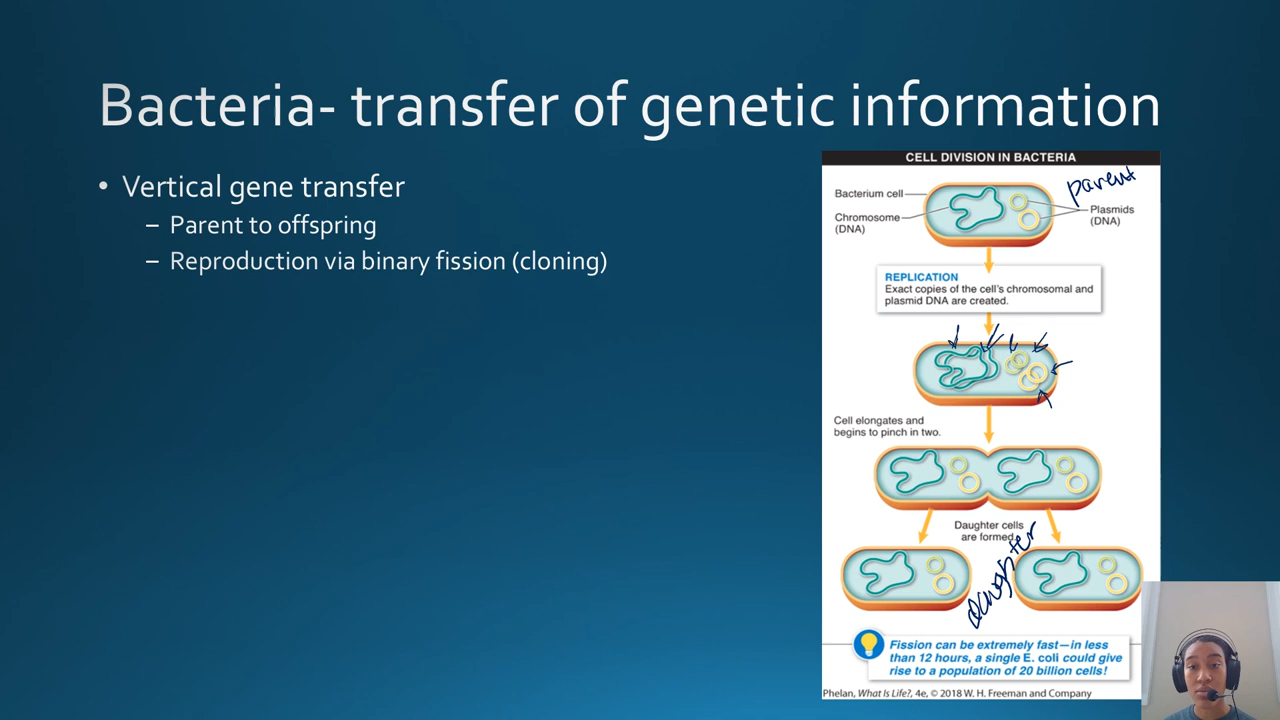 Bacteria- transfer of genetic information
• Vertical gene transfer
– Parent to offspring
– Reproduction via binary fission (cloning)
CELL DIVISION IN BACTERIA
parent
Bacterium cell
Chromosome
(DNA)
Plasmids
(DNA)
REPLICATION
Exact copies of the cell's chromosomal and
plasmid DNA are created.
Cell elongates and
begins to pinch in two.
Daughter cells
are formed.
daughter
Fission can be extremely fast—in less
than 12 hours, a single E. coli could give
rise to a population of 20 billion cells!
Phelan, What Is Life?, 4e, © 2018 W. H. Freeman and Company